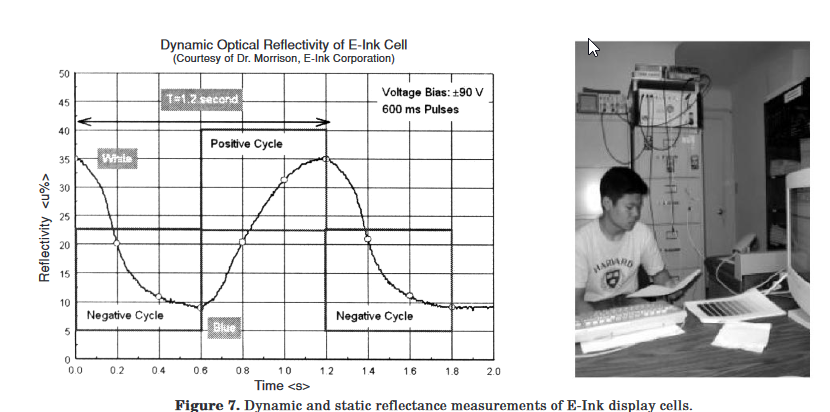 Dynamic Optical Reflectivity of E-Ink Cell
(Courtesy of Dr. Morrison, E-Ink Corporation)
Reflectivity <u%>
50
45
40
35
30
25
20
15
10
5
0
T=1.2 second
Voltage Bias: ±90 V
600 ms Pulses
Positive Cycle
White
Negative Cycle
Blue
Negative Cycle
0.0 0.2 0.4 0.6 0.8 1.0 1.2 1.4 1.6 1.8 2.0
Time <s>
HARVARD
Figure 7. Dynamic and static reflectance measurements of E-Ink display cells.